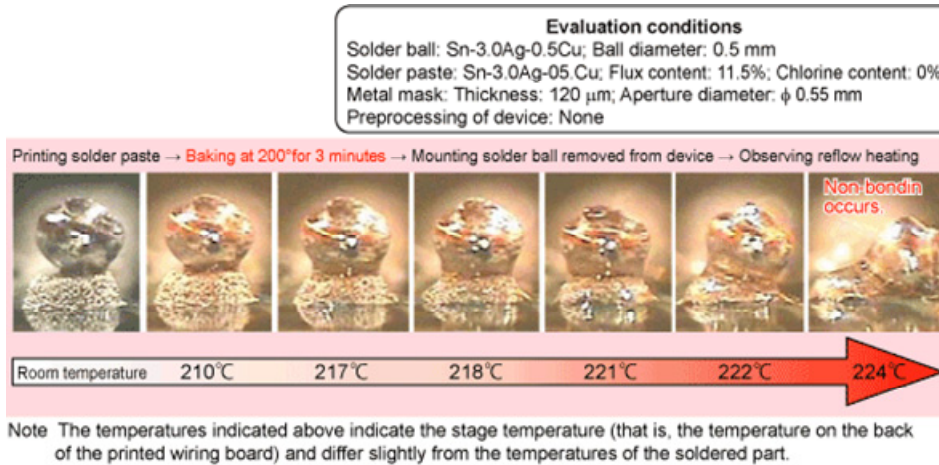 Evaluation conditions
Solder ball: Sn-3.0Ag-0.5Cu; Ball diameter: 0.5 mm
Solder paste: Sn-3.0Ag-05.Cu; Flux content: 11.5%; Chlorine content: 0%
Metal mask: Thickness: 120 μm; Aperture diameter: ϕ 0.55 mm
Preprocessing of device: None
Printing solder paste → Baking at 200°for 3 minutes → Mounting solder ball removed from device → Observing reflow heating
Non-bondin
occurs.
Room temperature 210℃ 217℃ 218℃ 221℃ 222℃ 224℃
Note The temperatures indicated above indicate the stage temperature (that is, the temperature on the back
of the printed wiring board) and differ slightly from the temperatures of the soldered part.